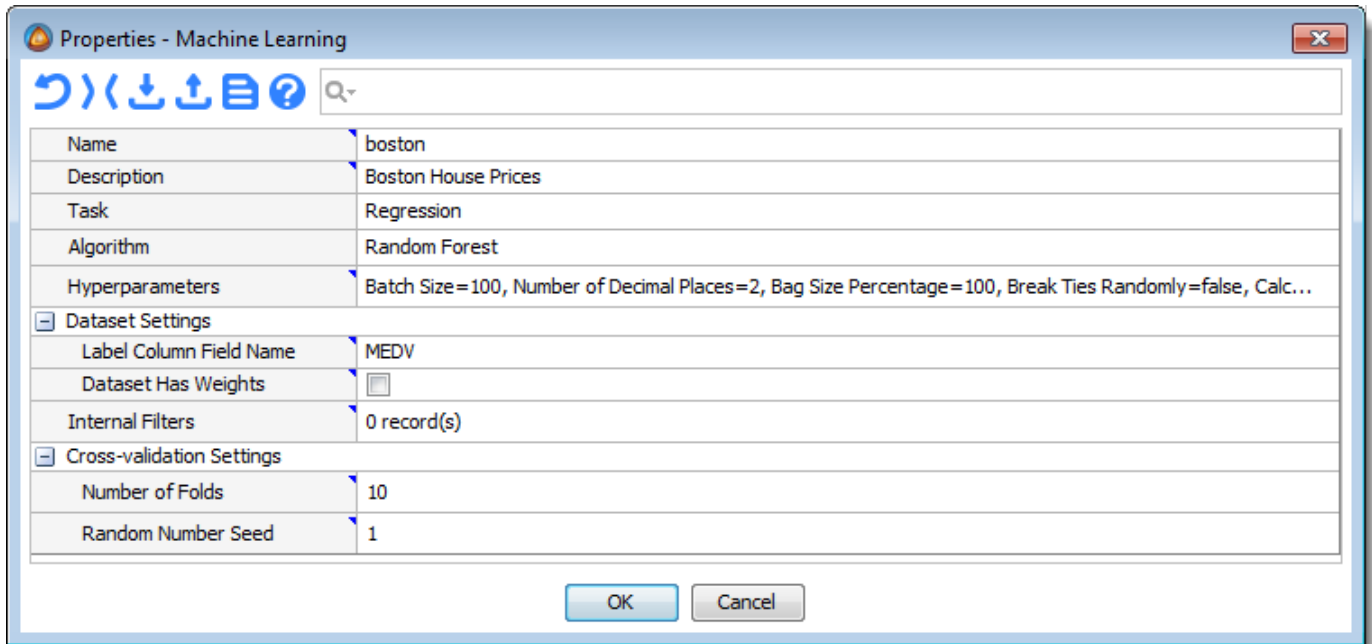 Properties - Machine Learning
Name boston
Description Boston House Prices
Task Regression
Algorithm Random Forest
Hyperparameters Batch Size=100, Number of Decimal Places=2, Bag Size Percentage=100, Break Ties Randomly=false, Calc...
Dataset Settings
Label Column Field Name MEDV
Dataset Has Weights
Internal Filters 0 record(s)
Cross-validation Settings
Number of Folds 10
Random Number Seed 1
OK Cancel